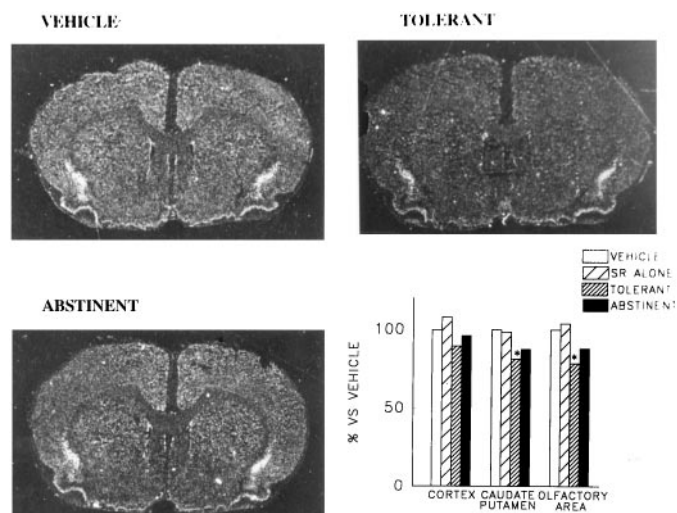 VEHICLE
TOLERANT
ABSTINENT
VEHICLE
SR ALONE
TOLERANT
ABSTINENT
% VS VEHICLE
100
50
0
CORTEX
CAUDATE
PUTAMEN
OLFACTORY
AREA
*
*